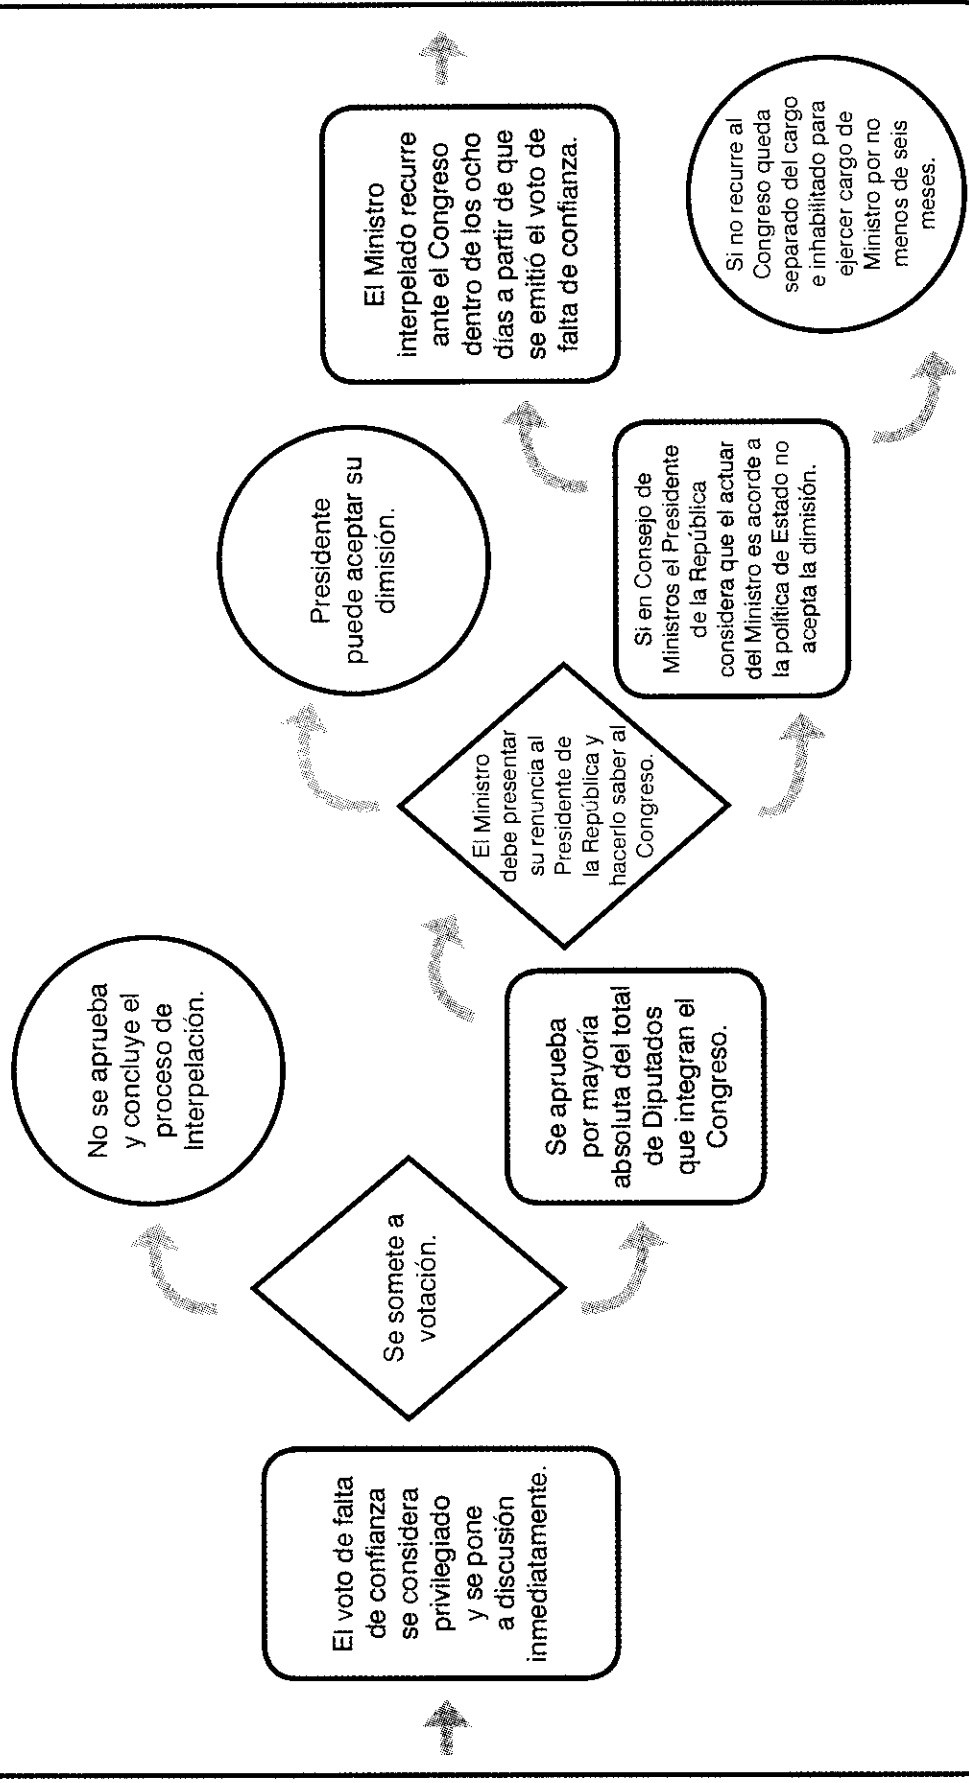 El voto de falta
de confianza
se considera
privilegiado
y se pone
a discusión
inmediatamente.
Se somete a
votación.
No se aprueba
y concluye el
proceso de
Interpelación.
Se aprueba
por mayoría
absoluta del total
de Diputados
que integran el
Congreso.
El Ministro
debe presentar
su renuncia al
Presidente de
la República y
hacerlo saber al
Congreso.
Presidente
puede aceptar su
dimisión.
Si en Consejo de
Ministros el Presidente
de la República
considera que el actuar
del Ministro es acorde a
la política de Estado no
acepta la dimisión.
El Ministro
interpelado recurre
ante el Congreso
dentro de los ocho
días a partir de que
se emitió el voto de
falta de confianza.
Si no recurre al
Congreso queda
separado del cargo
e inhabilitado para
ejercer cargo de
Ministro por no
menos de seis
meses.